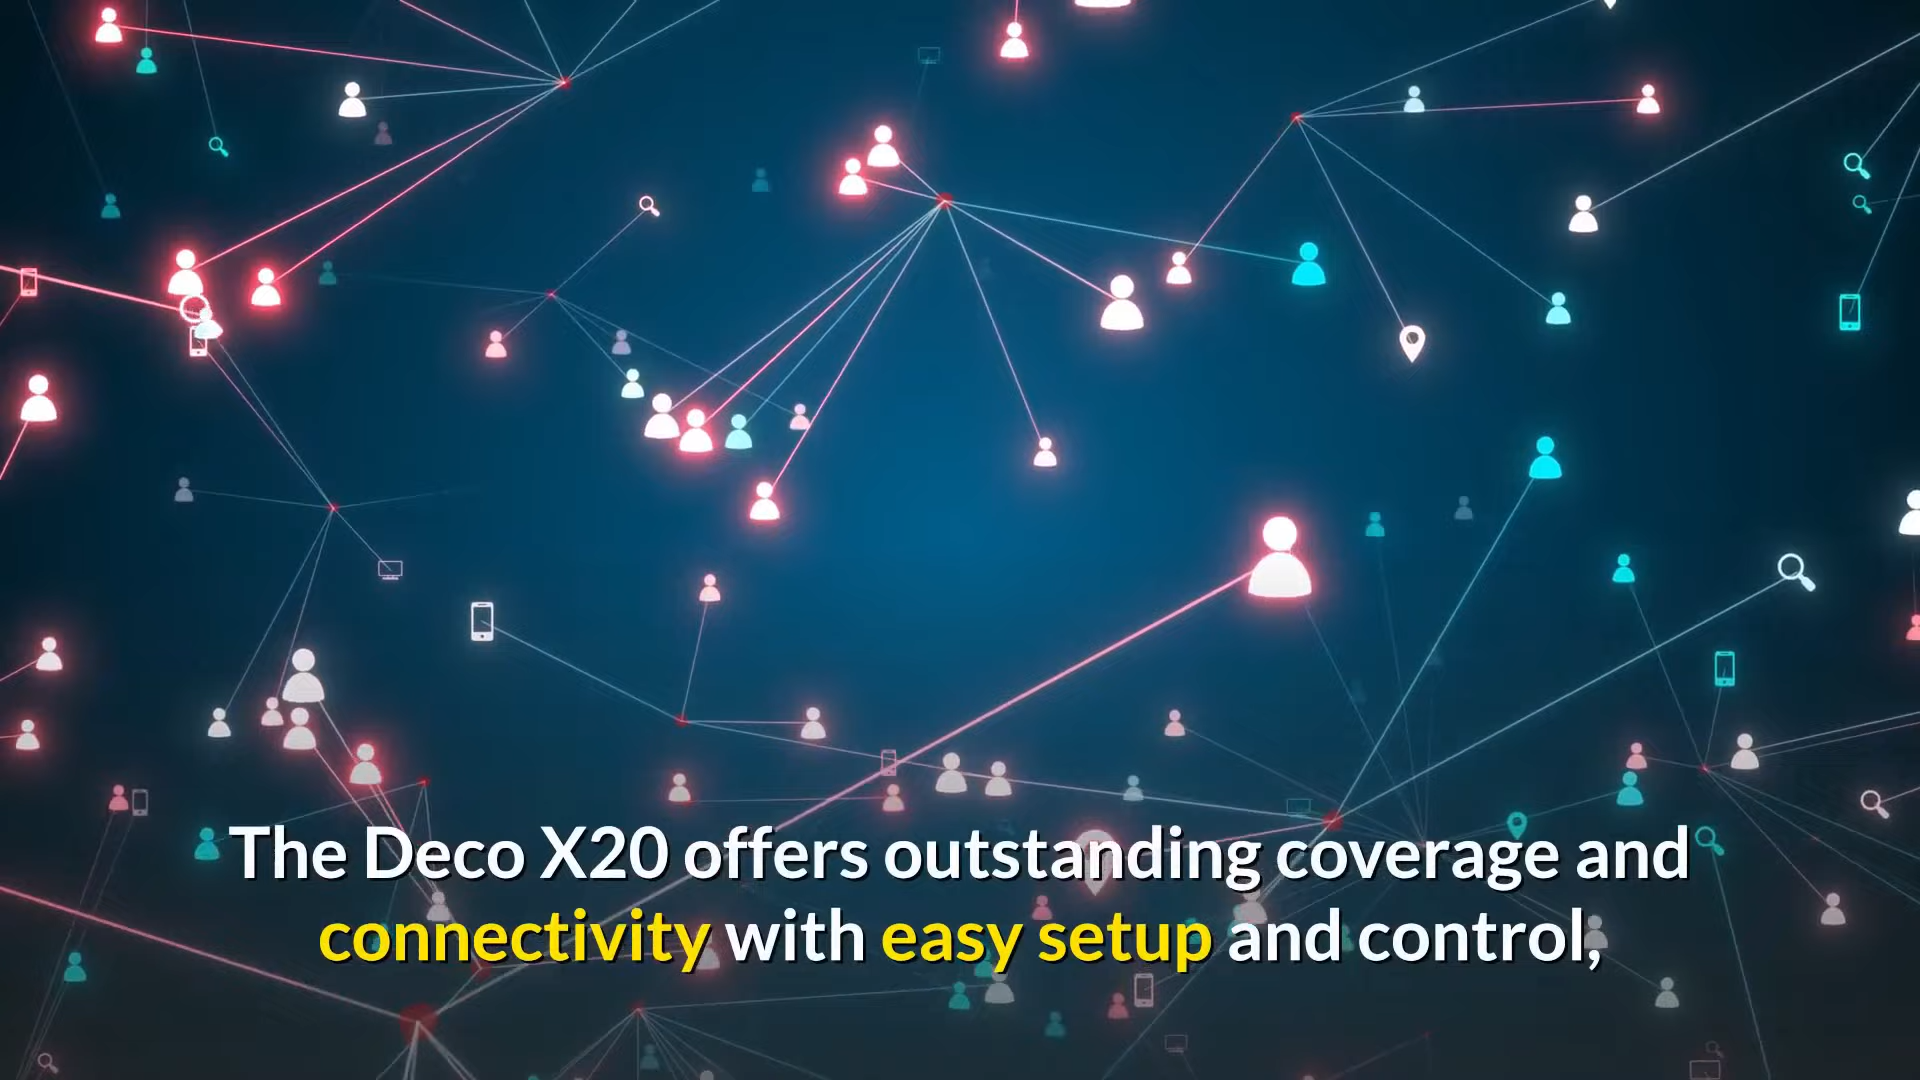 The Deco X20 offers outstanding coverage and
connectivity with easy setup and control,